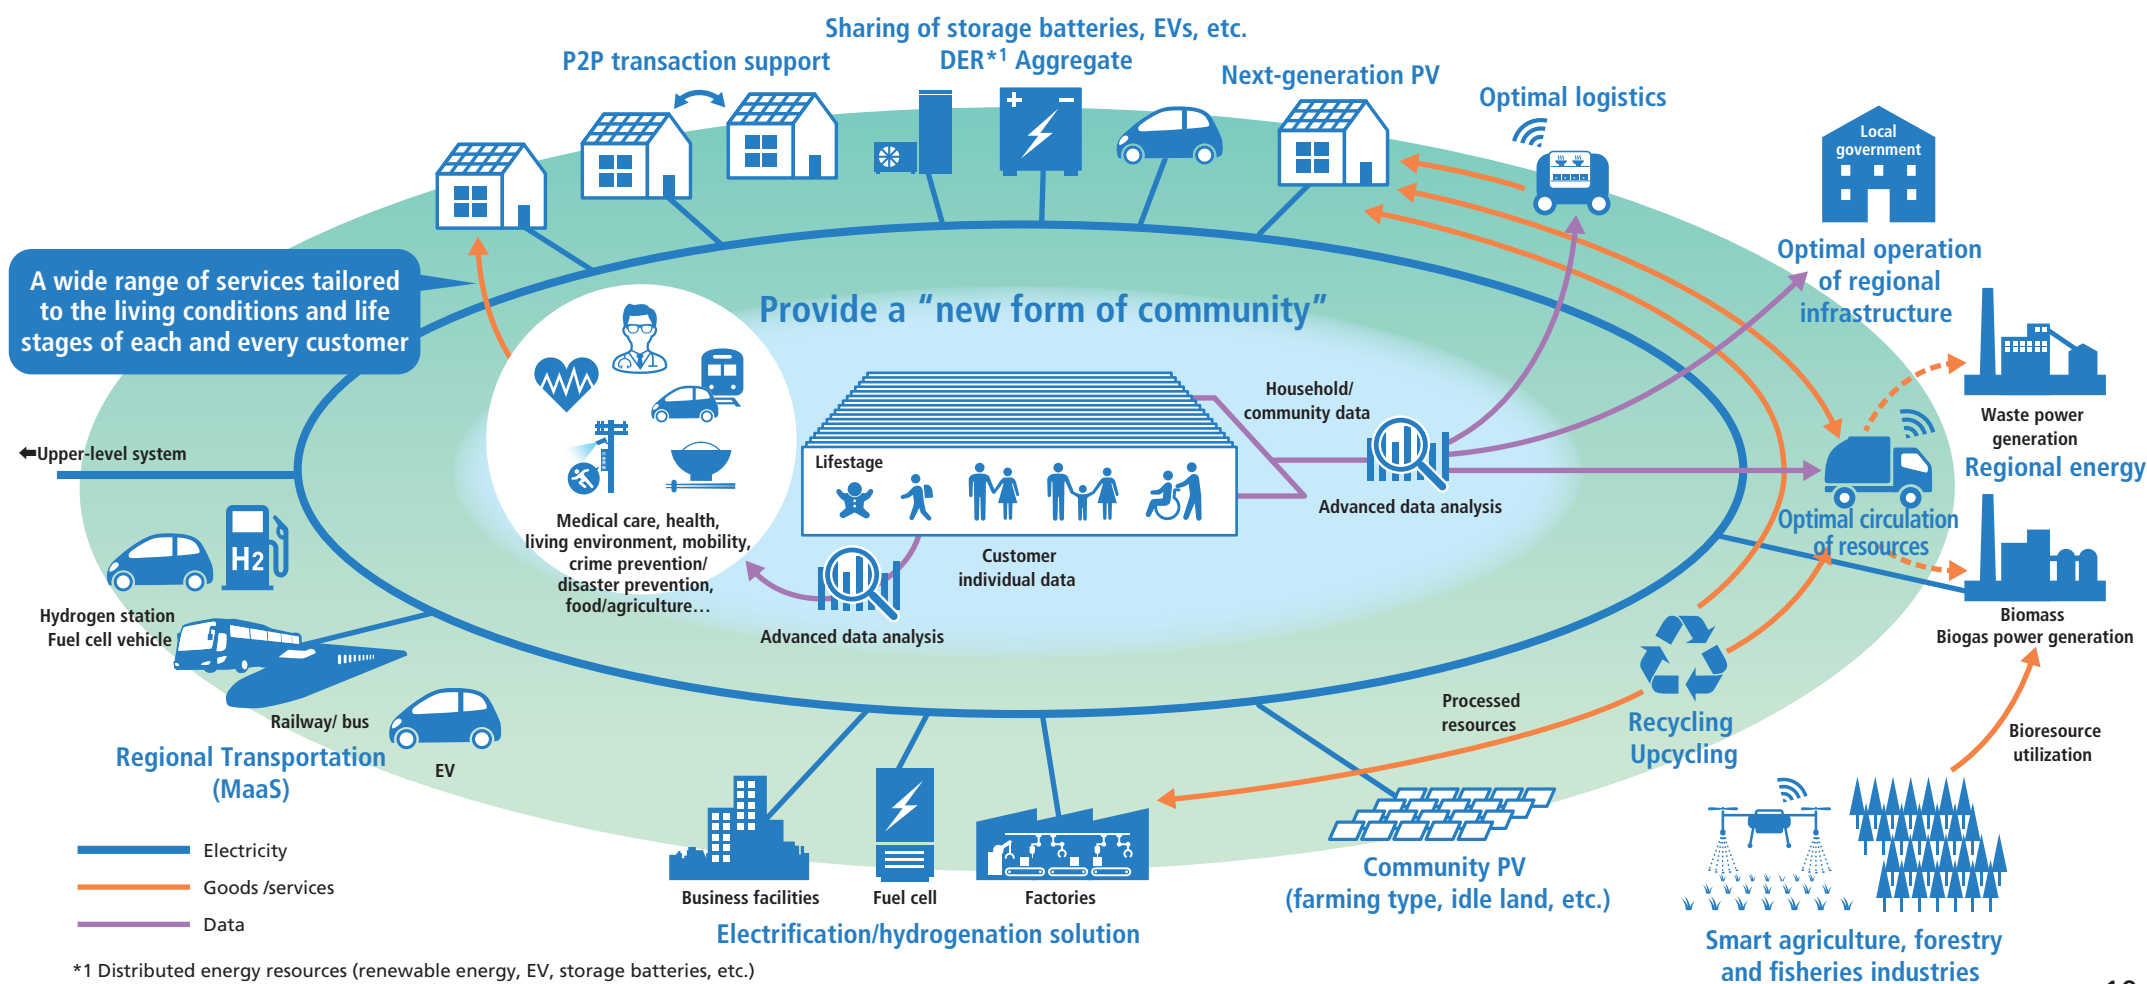 Sharing of storage batteries, EVs, etc.
DER*1 Aggregate
P2P transaction support
Next-generation PV
Optimal logistics
Local
government
Optimal operation
of regional
infrastructure
A wide range of services tailored
to the living conditions and life
stages of each and every customer
Provide a “new form of community”
Household/
community data
Lifestage
Advanced data analysis
Customer
individual data
Medical care, health,
living environment, mobility,
crime prevention/
disaster prevention,
food/agriculture…
Advanced data analysis
Waste power
generation
Regional energy
Optimal circulation
of resources
Biomass
Biogas power generation
⬅Upper-level system
H2
Hydrogen station
Fuel cell vehicle
Railway/ bus
Regional Transportation
(MaaS)
EV
Processed
resources
Recycling
Upcycling
Bioresource
utilization
Business facilities
Fuel cell
Factories
Electrification/hydrogenation solution
Community PV
(farming type, idle land, etc.)
Smart agriculture, forestry
and fisheries industries
Electricity
Goods /services
Data
*1 Distributed energy resources (renewable energy, EV, storage batteries, etc.)